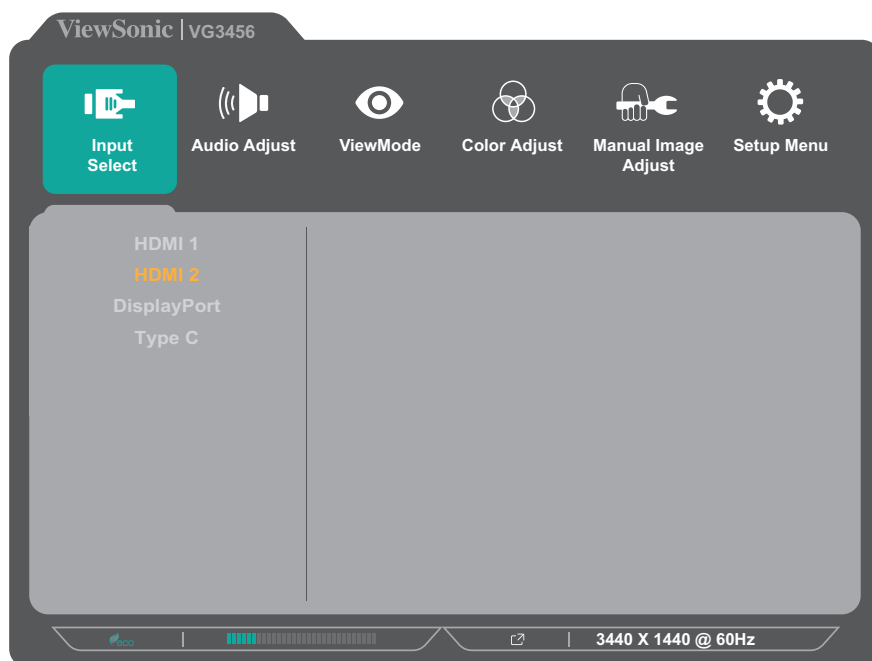 ViewSonic | VG3456
Input
Select
Audio Adjust
ViewMode
Color Adjust
Manual Image
Adjust
Setup Menu
HDMI 1
HDMI 2
DisplayPort
Type C
eco
3440 X 1440 @ 60Hz